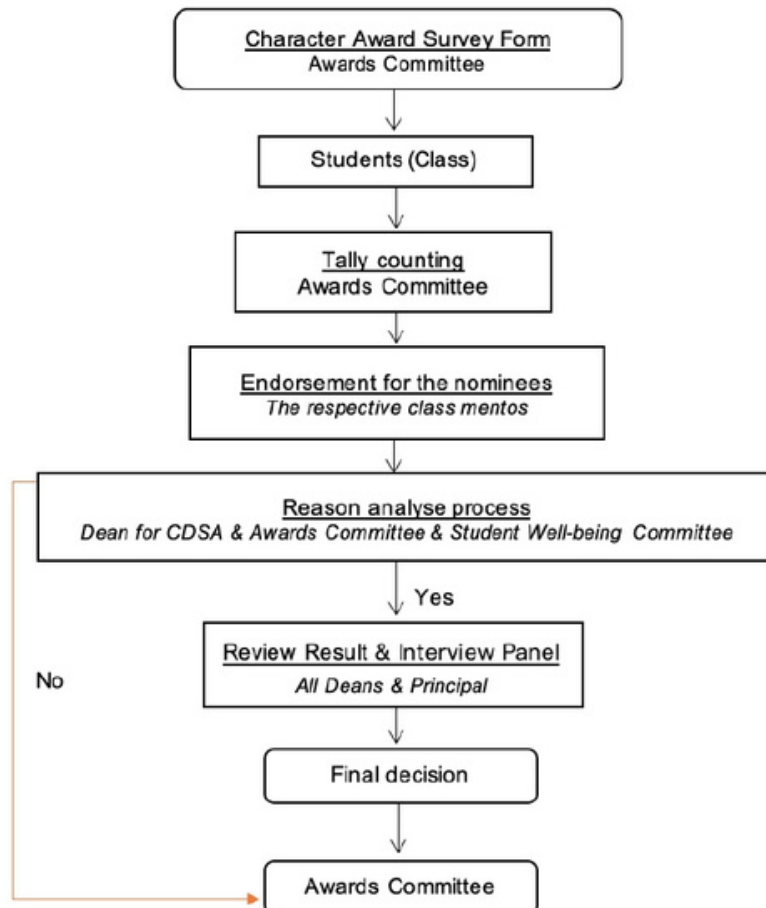 Character Award Survey Form
Awards Committee
Students (Class)
Tally counting
Awards Committee
Endorsement for the nominees
The respective class mentos
Reason analyse process
Dean for CDSA & Awards Committee & Student Well-being Committee
Yes
Review Result & Interview Panel
All Deans & Principal
No
Final decision
Awards Committee